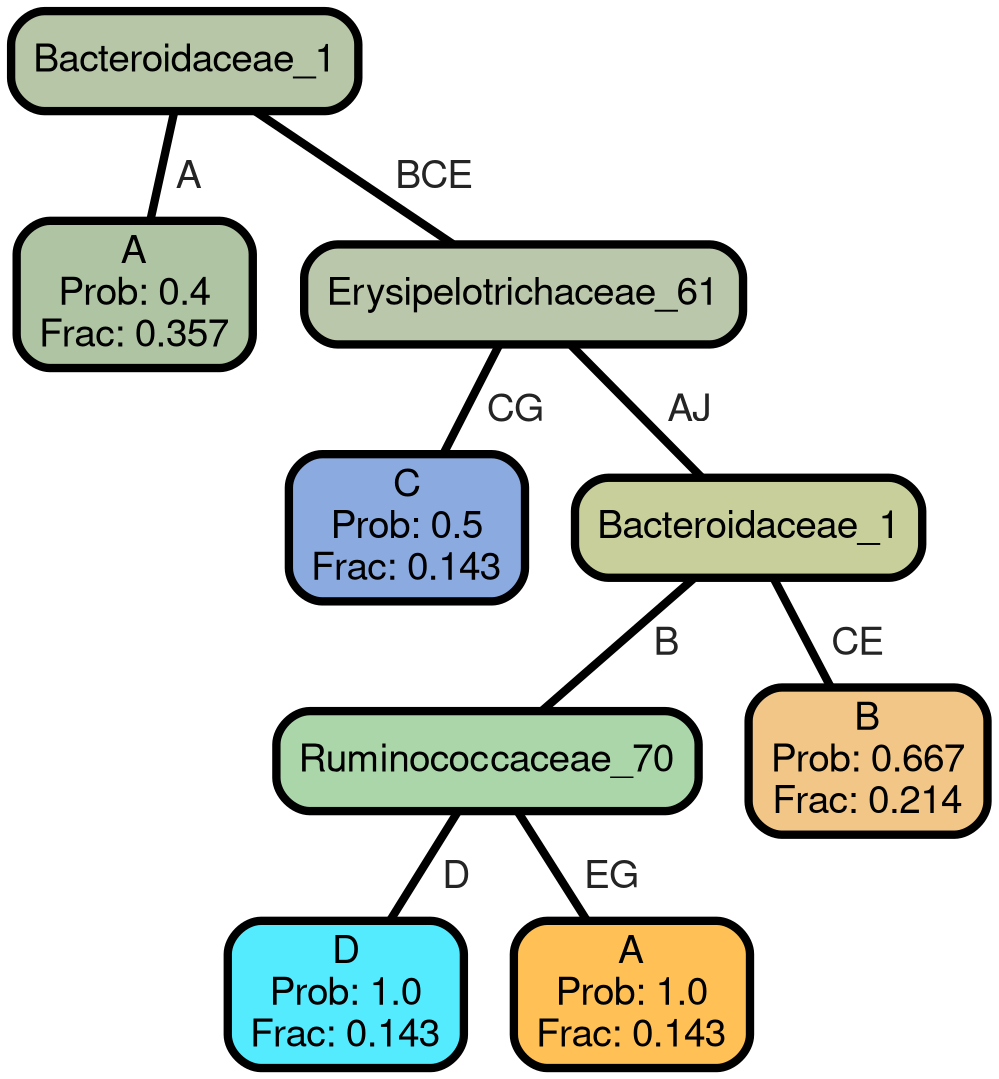 Bacteroidaceae_1
A
BCE
A
Prob: 0.4
Frac: 0.357
Erysipelotrichaceae_61
CG
AJ
C
Prob: 0.5
Frac: 0.143
Bacteroidaceae_1
B
CE
Ruminococcaceae_70
B
Prob: 0.667
Frac: 0.214
D
EG
D
Prob: 1.0
Frac: 0.143
A
Prob: 1.0
Frac: 0.143